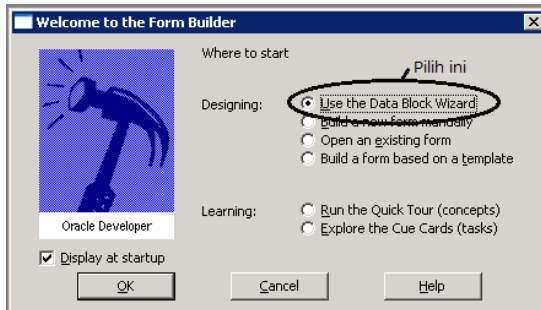 Welcome to the Form Builder
Where to start
Pilih ini
Designing:
Use the Data Block Wizard
Build a new form manually
Open an existing form
Build a form based on a template
Learning:
Run the Quick Tour (concepts)
Explore the Cue Cards (tasks)
Oracle Developer
Display at startup
OK Cancel Help